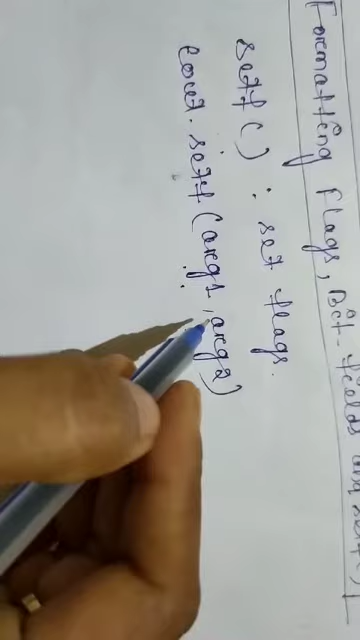 Formatting Flags, Bit-fields and setf()
setf() : set flags.
cout.setf(arg1, arg2)